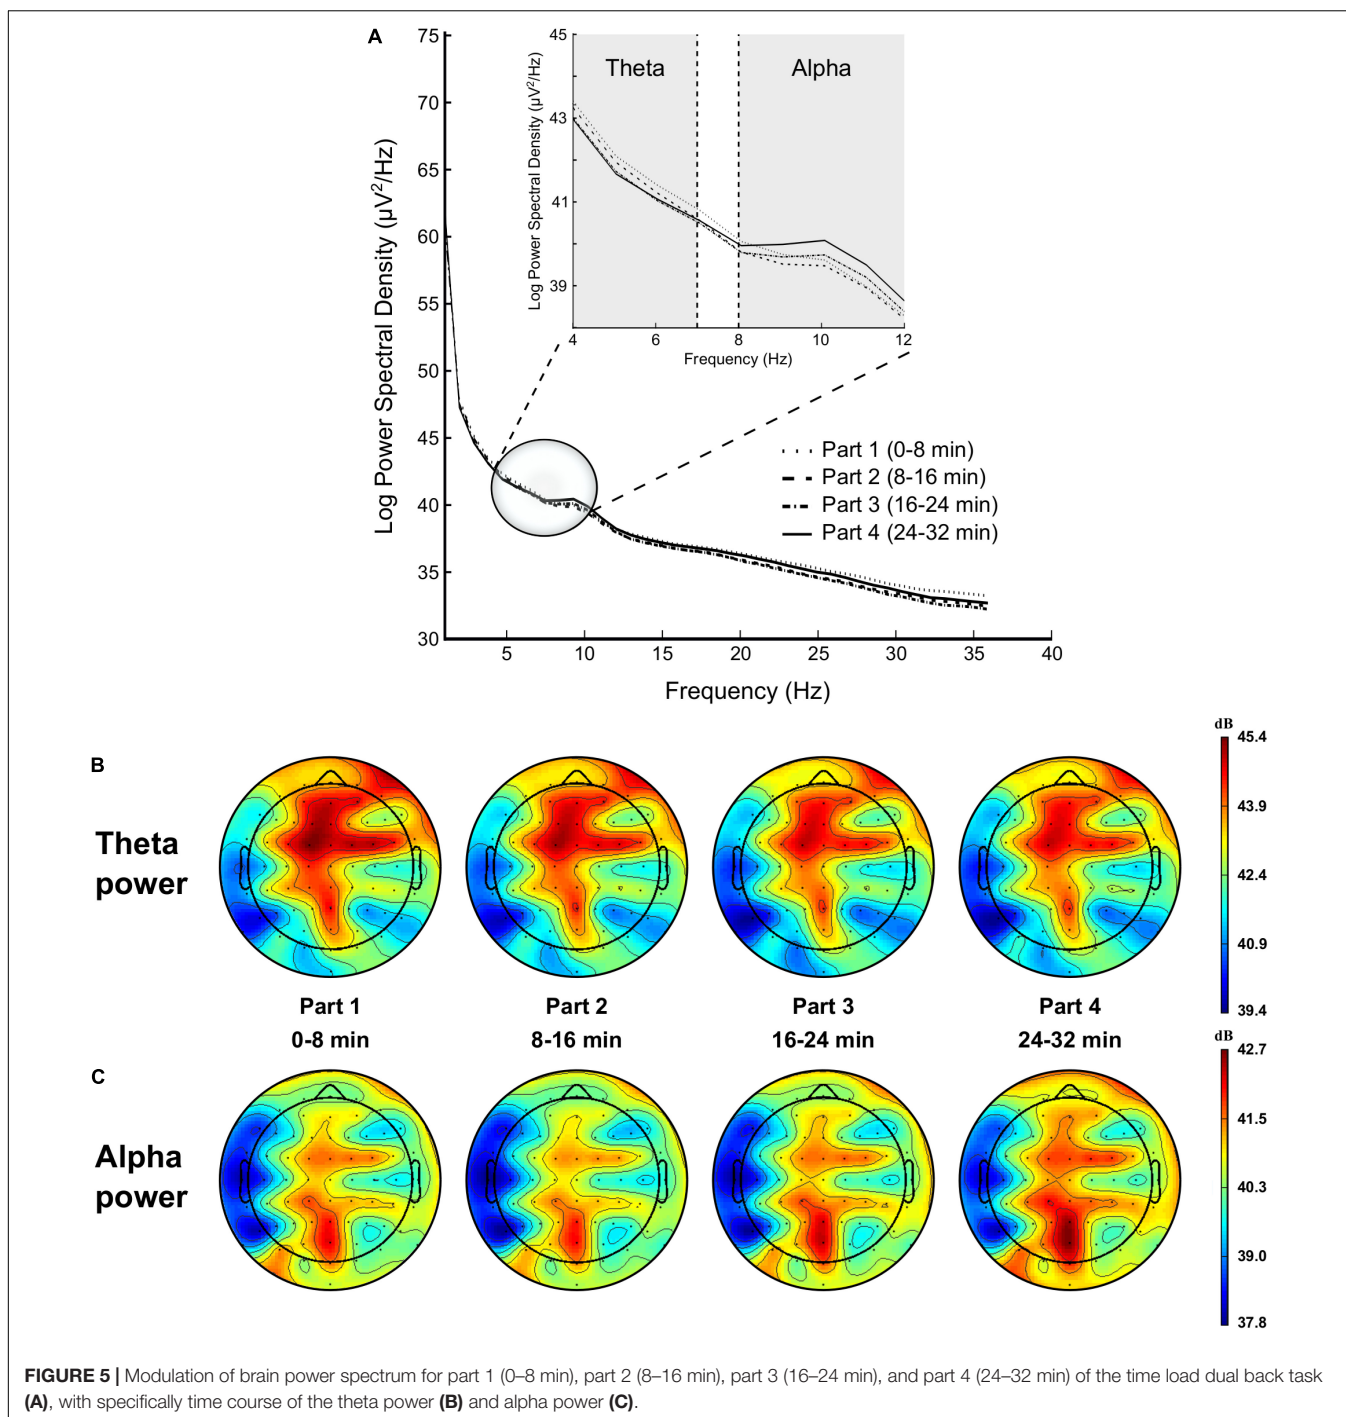 A
75
70
65
60
55
50
45
40
35
30
Log Power Spectral Density (µV²/Hz)
5
10
15
20
25
30
35
40
Frequency (Hz)
45
43
41
39
Log Power Spectral Density (µV²/Hz)
Theta
Alpha
4
6
8
10
12
Frequency (Hz)
Part 1 (0-8 min)
Part 2 (8-16 min)
Part 3 (16-24 min)
Part 4 (24-32 min)
B
Theta
power
dB
45.4
43.9
42.4
40.9
39.4
Part 1
Part 2
Part 3
Part 4
0-8 min
8-16 min
16-24 min
24-32 min
C
Alpha
power
dB
42.7
41.5
40.3
39.0
37.8
FIGURE 5 | Modulation of brain power spectrum for part 1 (0–8 min), part 2 (8–16 min), part 3 (16–24 min), and part 4 (24–32 min) of the time load dual back task
(A), with specifically time course of the theta power (B) and alpha power (C).